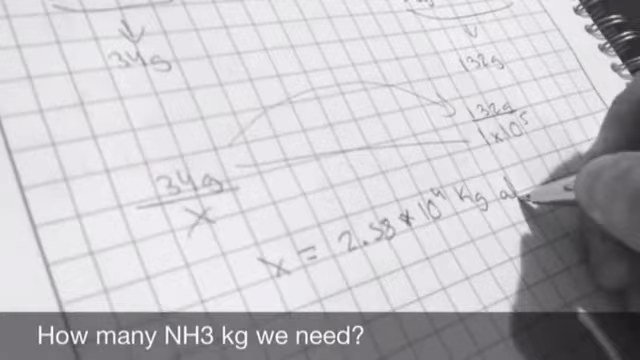 34g
132g
34g
x
132g
1x10⁵
x = 2.58 * 10⁴ Kg
How many NH3 kg we need?